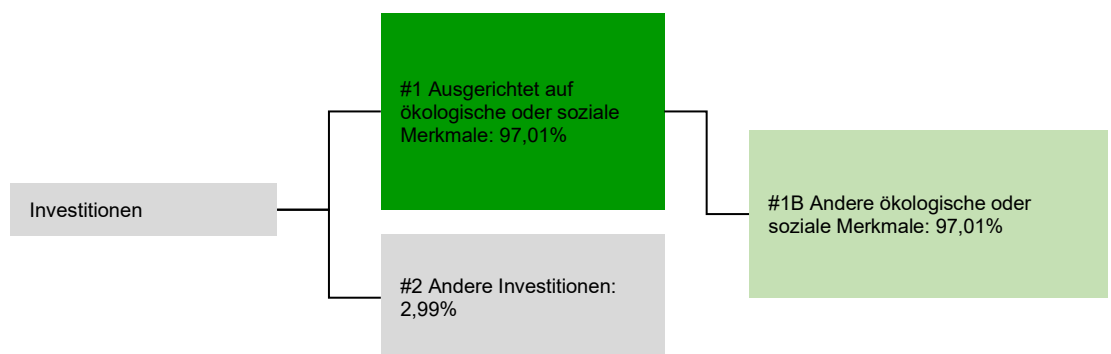 #1 Ausgerichtet auf
ökologische oder soziale
Merkmale: 97,01%
Investitionen
#1B Andere ökologische oder
soziale Merkmale: 97,01%
#2 Andere Investitionen:
2,99%